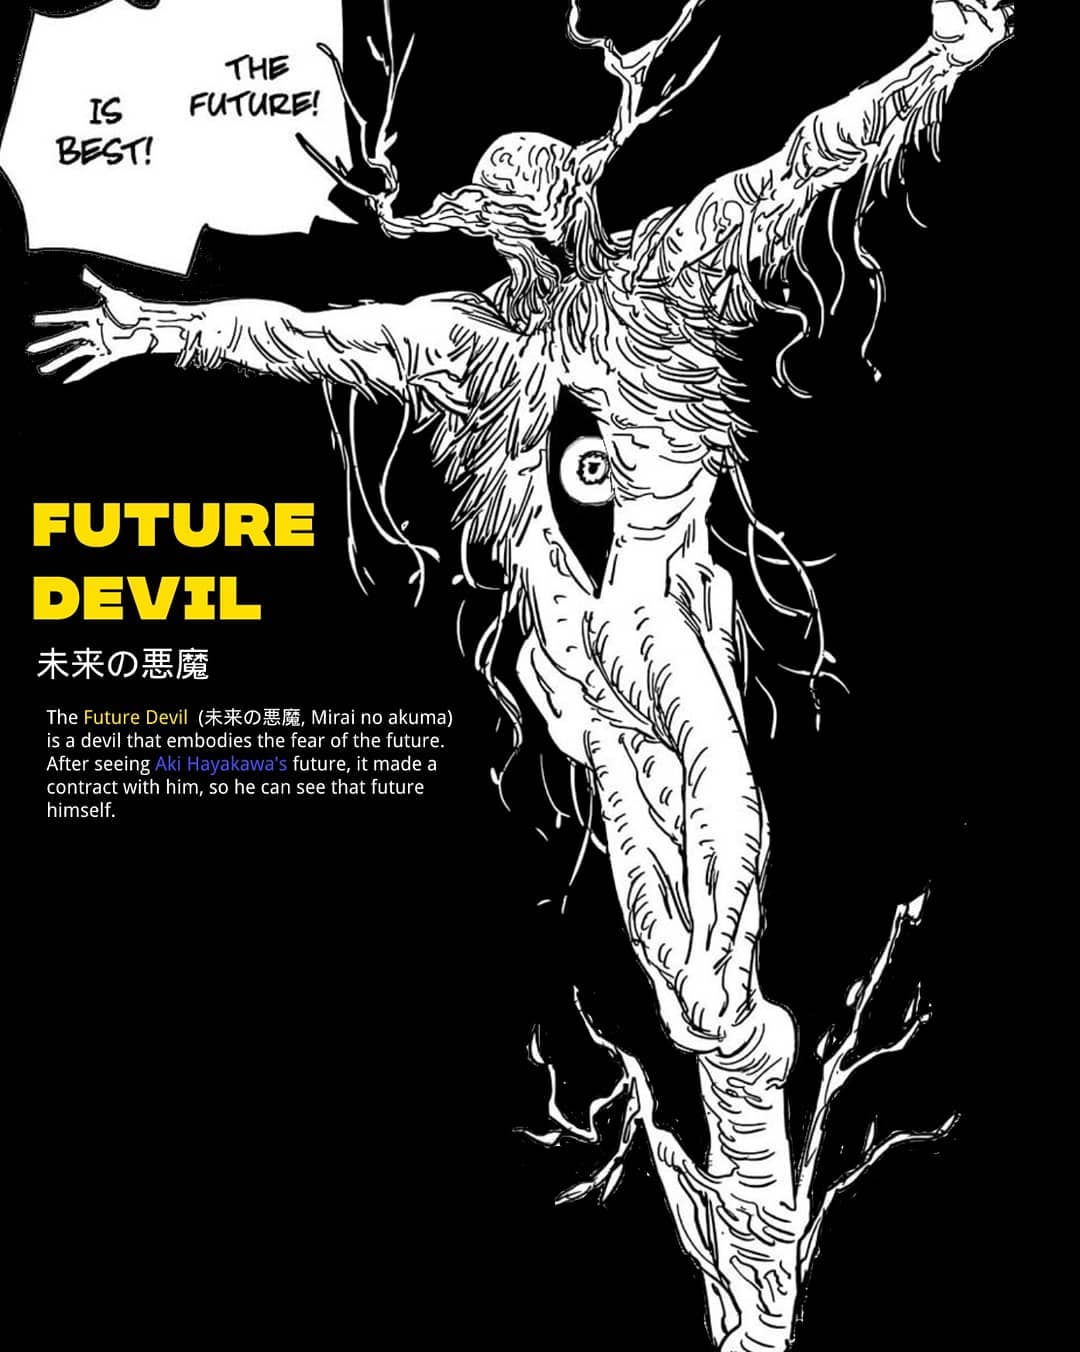 THE
FUTURE!
IS
BEST!
FUTURE
DEVIL
未来の悪魔
The Future Devil (未来の悪魔, Mirai no akuma)
is a devil that embodies the fear of the future.
After seeing Aki Hayakawa's future, it made a
contract with him, so he can see that future
himself.